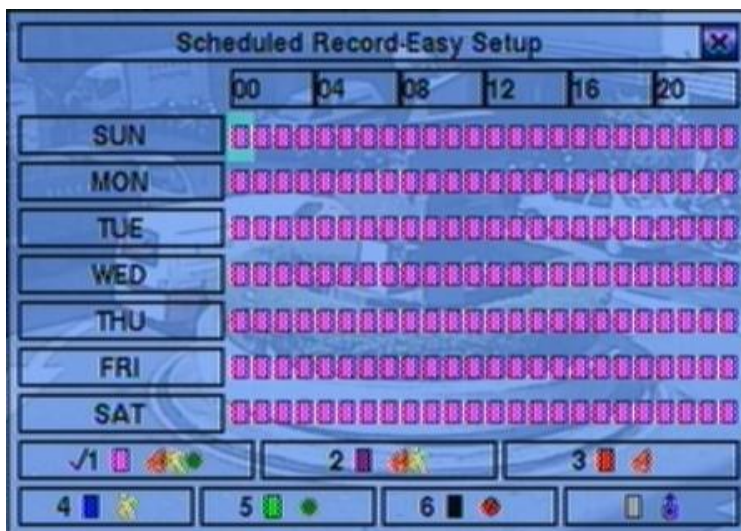 Scheduled Record-Easy Setup X
00 04 08 12 16 20
SUN
MON
TUE
WED
THU
FRI
SAT
√1 2 3
4 5 6